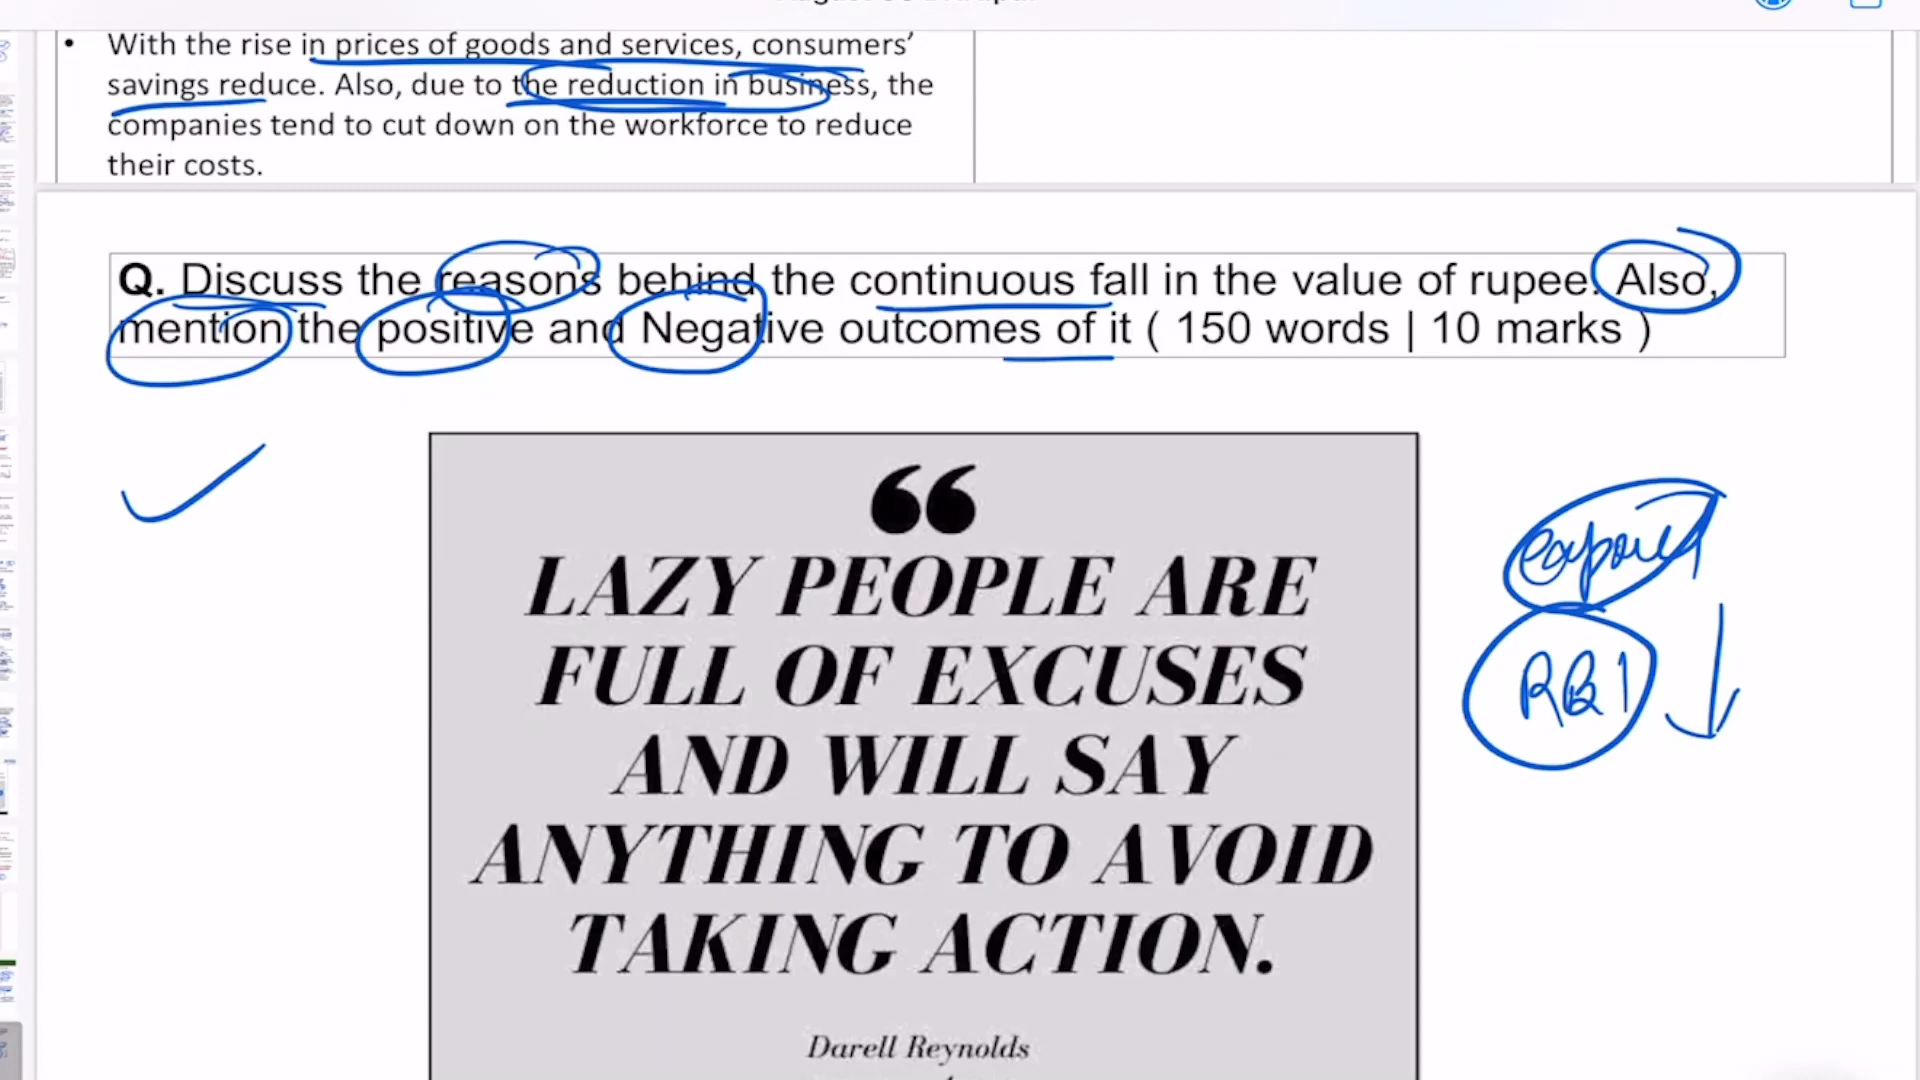 • With the rise in prices of goods and services, consumers’
savings reduce. Also, due to the reduction in business, the
companies tend to cut down on the workforce to reduce
their costs.
Q. Discuss the reasons behind the continuous fall in the value of rupee. Also,
mention the positive and Negative outcomes of it ( 150 words | 10 marks )
“
LAZY PEOPLE ARE
FULL OF EXCUSES
AND WILL SAY
ANYTHING TO AVOID
TAKING ACTION.
Darell Reynolds
RBI